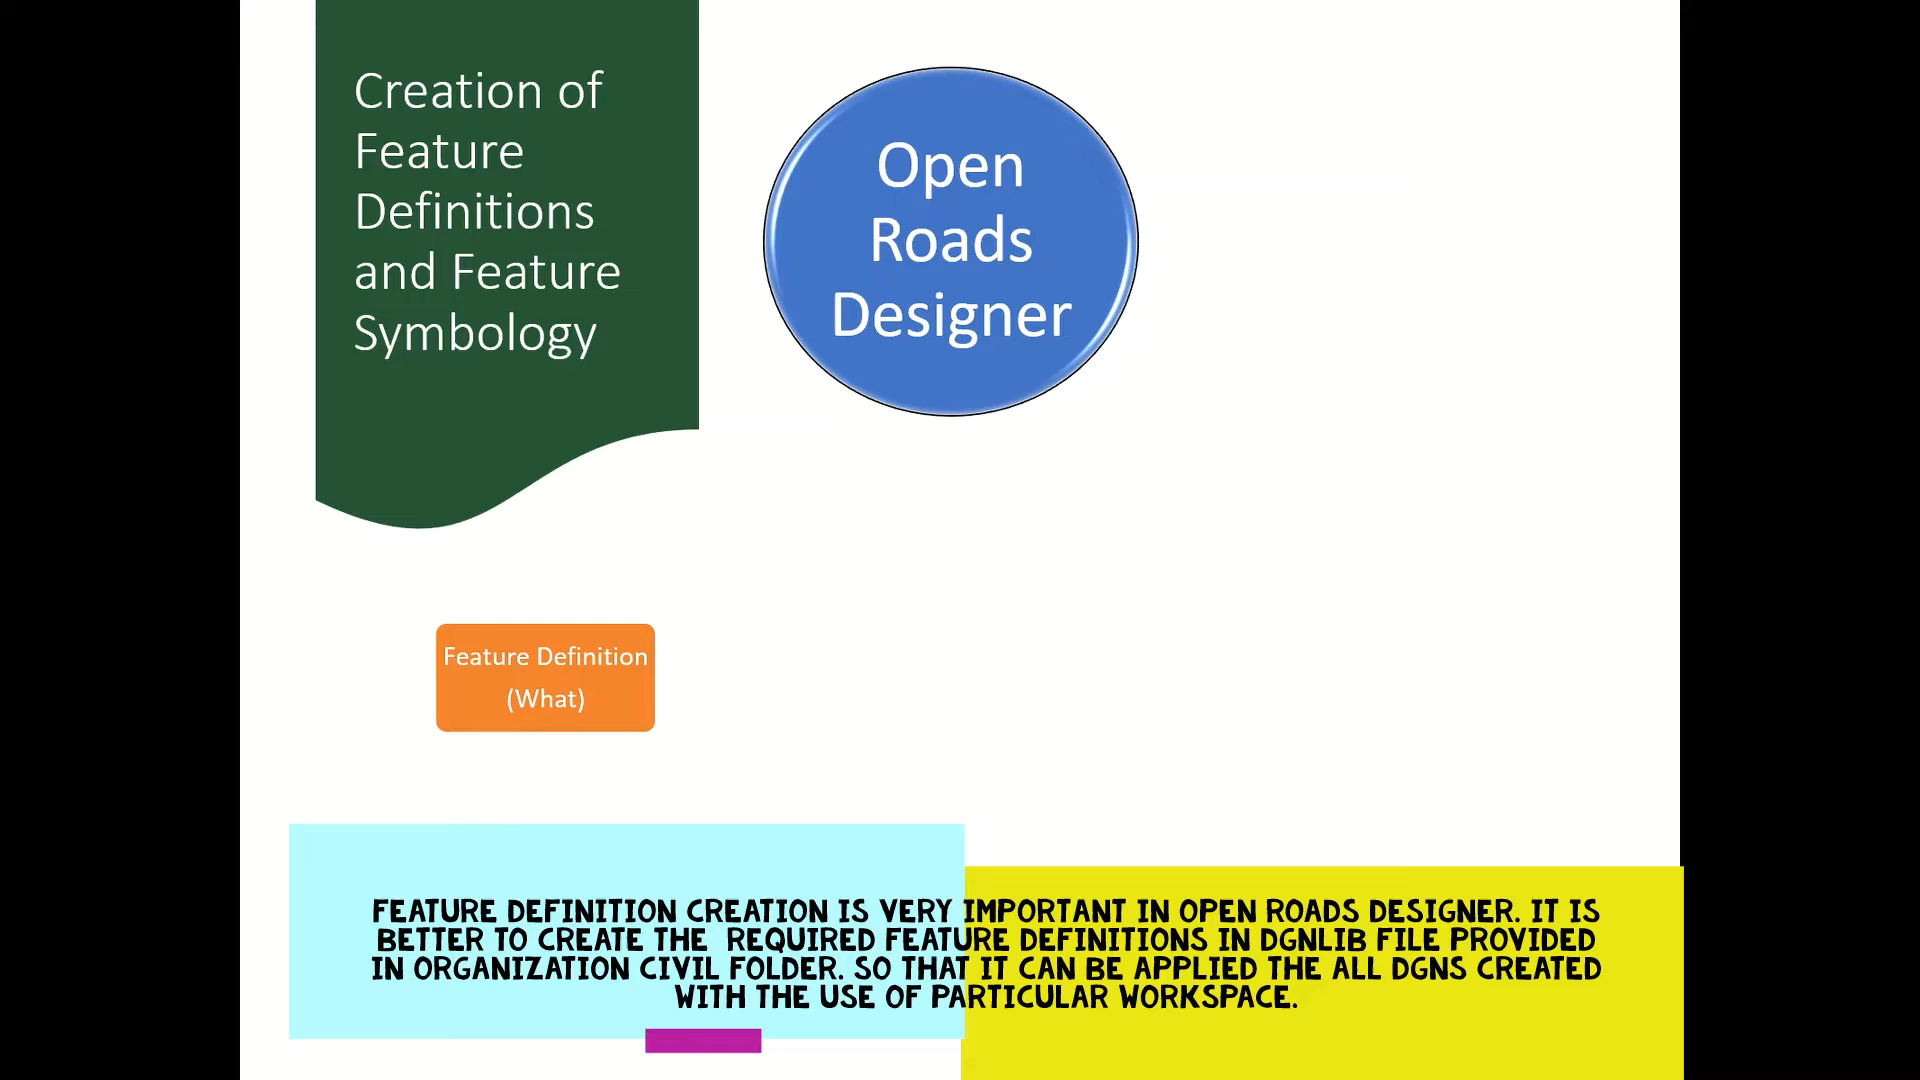 Creation of
Feature
Definitions
and Feature
Symbology
Open
Roads
Designer
Feature Definition
(What)
FEATURE DEFINITION CREATION IS VERY IMPORTANT IN OPEN ROADS DESIGNER. IT IS
BETTER TO CREATE THE  REQUIRED FEATURE DEFINITIONS IN DGNLIB FILE PROVIDED
IN ORGANIZATION CIVIL FOLDER. SO THAT IT CAN BE APPLIED THE ALL DGNS CREATED
WITH THE USE OF PARTICULAR WORKSPACE.